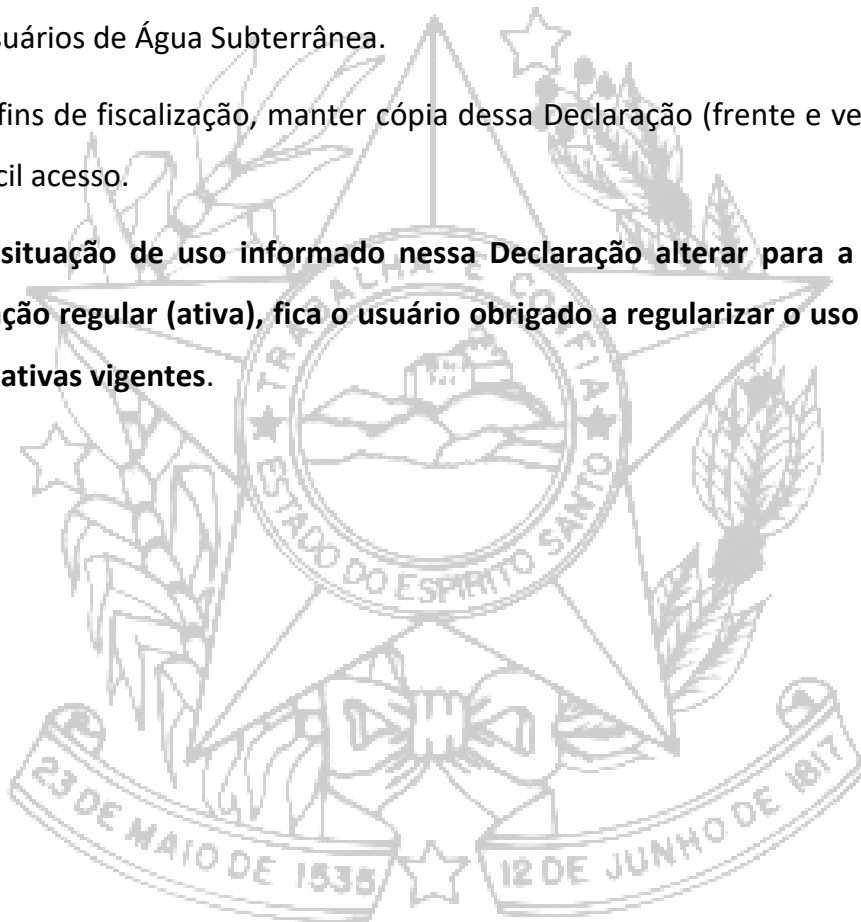 suários de Água Subterrânea.
fins de fiscalização, manter cópia dessa Declaração (frente e ve
cil acesso.
situação de uso informado nessa Declaração alterar para a
ação regular (ativa), fica o usuário obrigado a regularizar o uso
ativas vigentes.
TRABALHA E CONFIA
ESTADO DO ESPIRITO SANTO
23 DE MAIO DE 1535
12 DE JUNHO DE 1817